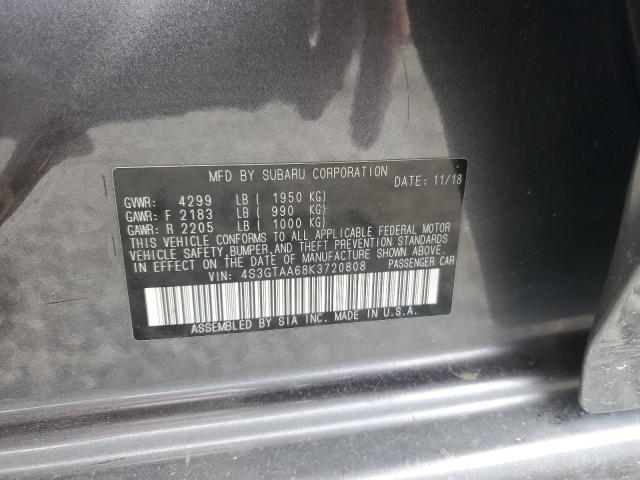 MFD BY SUBARU CORPORATION
DATE: 11/18
GVWR: 4299 LB ( 1950 KG)
GAWR: F 2183 LB ( 990 KG)
GAWR: R 2205 LB ( 1000 KG)
THIS VEHICLE CONFORMS TO ALL APPLICABLE FEDERAL MOTOR
VEHICLE SAFETY,BUMPER,AND THEFT PREVENTION STANDARDS
IN EFFECT ON THE DATE OF MANUFACTURE SHOWN ABOVE.
VIN: 4S3GTAA68K3720808 PASSENGER CAR
ASSEMBLED BY SIA INC. MADE IN U.S.A.